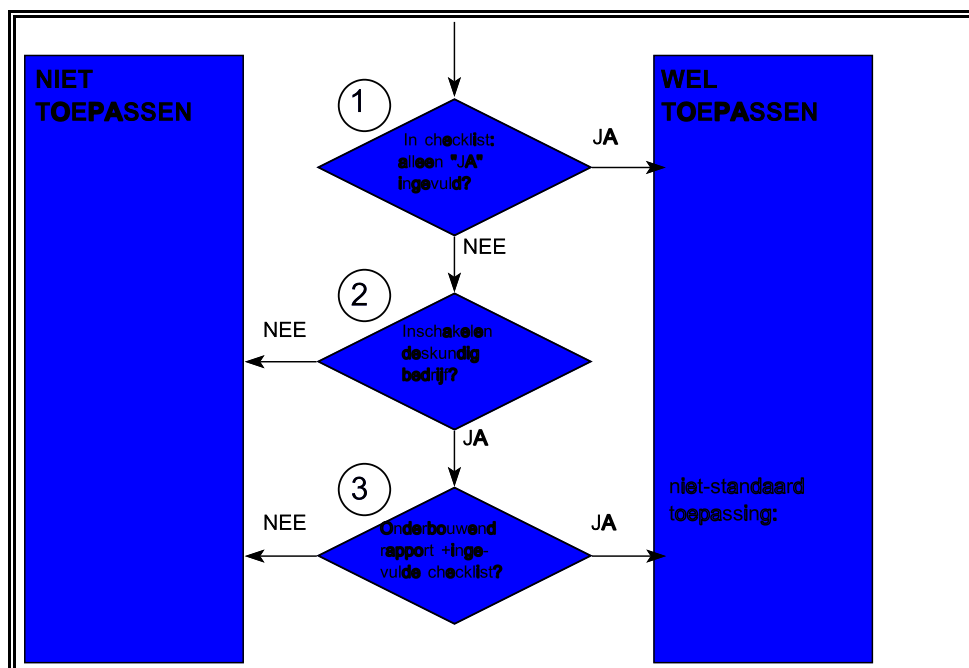 NIET
TOEPASSEN
WEL
TOEPASSEN
1
In checklist:
alleen "JA"
ingevuld?
JA
NEE
2
Inschakelen
deskundig
bedrijf?
NEE
JA
3
Onderbouwend
rapport +inge-
vulde checklist?
NEE
JA
niet-standaard
toepassing: